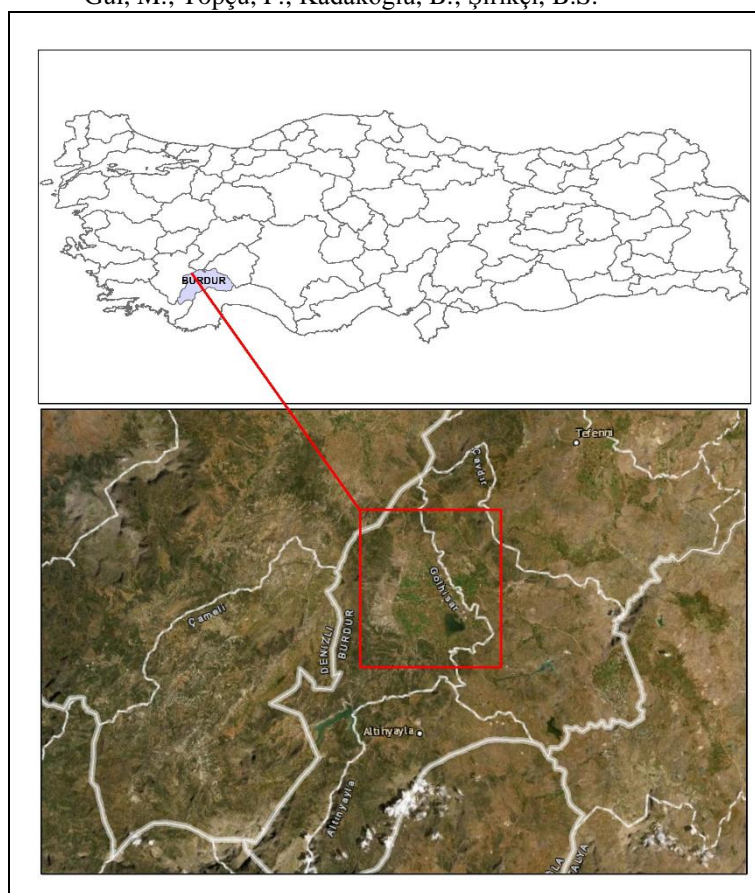 Gül, M., Topçu, F., Kadakoğlu, B., Şirikçi, B.S.
BURDUR
Tefenni
Çavdır
Gölhisar
Çameli
DENİZLİ
BURDUR
Altınyayla
Altınyayla